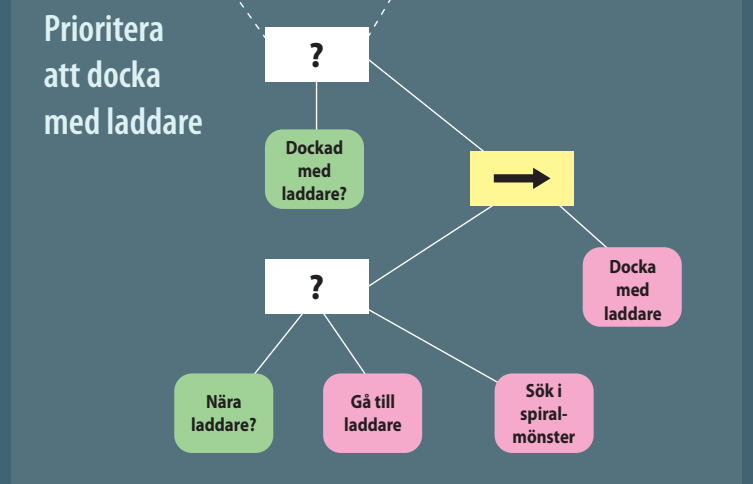 Prioritera
att docka
med laddare
?
Dockad
med
laddare?
?
Docka
med
laddare
Nära
laddare?
Gå till
laddare
Sök i
spiral-
mönster